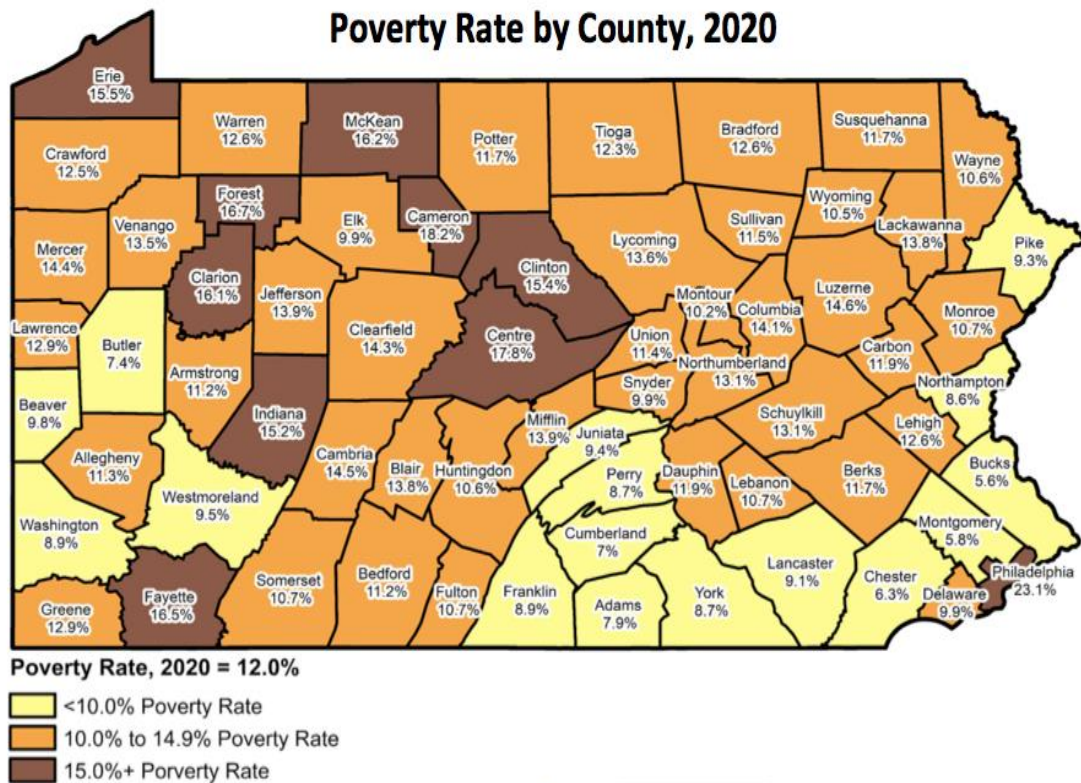 Poverty Rate by County, 2020
Erie
15.5%
Warren
12.6%
McKean
16.2%
Potter
11.7%
Tioga
12.3%
Bradford
12.6%
Susquehanna
11.7%
Wayne
10.6%
Crawford
12.5%
Forest
16.7%
Elk
9.9%
Cameron
18.2%
Sullivan
11.5%
Wyoming
10.5%
Lackawanna
13.8%
Pike
9.3%
Mercer
14.4%
Venango
13.5%
Clarion
16.1%
Jefferson
13.9%
Clinton
15.4%
Lycoming
13.6%
Luzerne
14.6%
Monroe
10.7%
Lawrence
12.9%
Butler
7.4%
Clearfield
14.3%
Centre
17.8%
Montour
10.2%
Columbia
14.1%
Union
11.4%
Carbon
11.9%
Armstrong
11.2%
Northumberland
13.1%
Snyder
9.9%
Northampton
8.6%
Beaver
9.8%
Indiana
15.2%
Mifflin
13.9%
Juniata
9.4%
Schuylkill
13.1%
Lehigh
12.6%
Allegheny
11.3%
Cambria
14.5%
Blair
13.8%
Huntingdon
10.6%
Perry
8.7%
Dauphin
11.9%
Lebanon
10.7%
Berks
11.7%
Bucks
5.6%
Westmoreland
9.5%
Washington
8.9%
Cumberland
7%
Montgomery
5.8%
Lancaster
9.1%
Philadelphia
23.1%
Greene
12.9%
Fayette
16.5%
Somerset
10.7%
Bedford
11.2%
Fulton
10.7%
Franklin
8.9%
Adams
7.9%
York
8.7%
Chester
6.3%
Delaware
9.9%
Poverty Rate, 2020 = 12.0%
<10.0% Poverty Rate
10.0% to 14.9% Poverty Rate
15.0%+ Porverty Rate